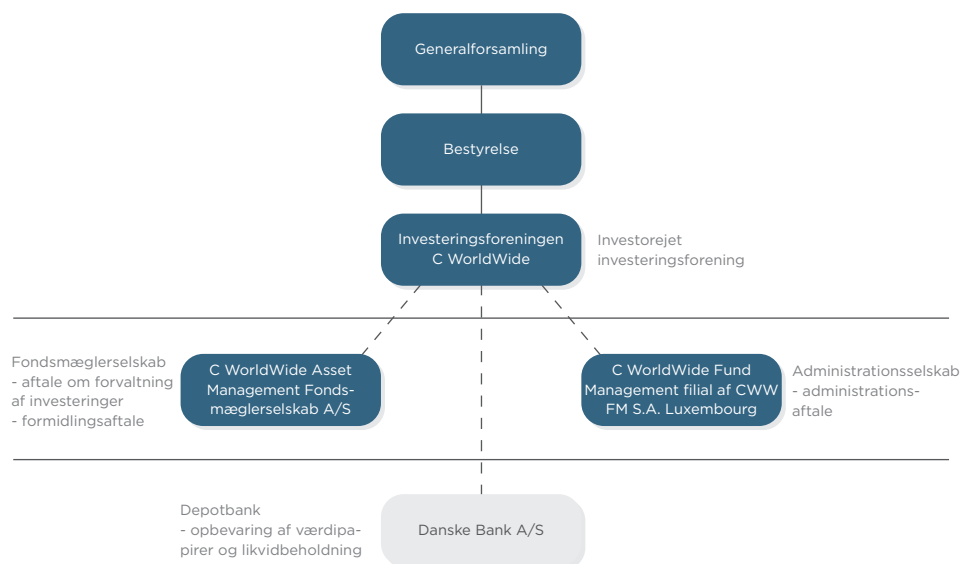 Generalforsamling
Bestyrelse
Investeringsforeningen
C WorldWide
Investorejet
investeringsforening
Fondsmæglerselskab
- aftale om forvaltning
af investeringer
- formidlingsaftale
C WorldWide Asset
Management Fonds-
mæglerselskab A/S
C WorldWide Fund
Management filial af CWW
FM S.A. Luxembourg
Administrationsselskab
- administrations-
aftale
Depotbank
- opbevaring af værdipa-
pirer og likvidbeholdning
Danske Bank A/S